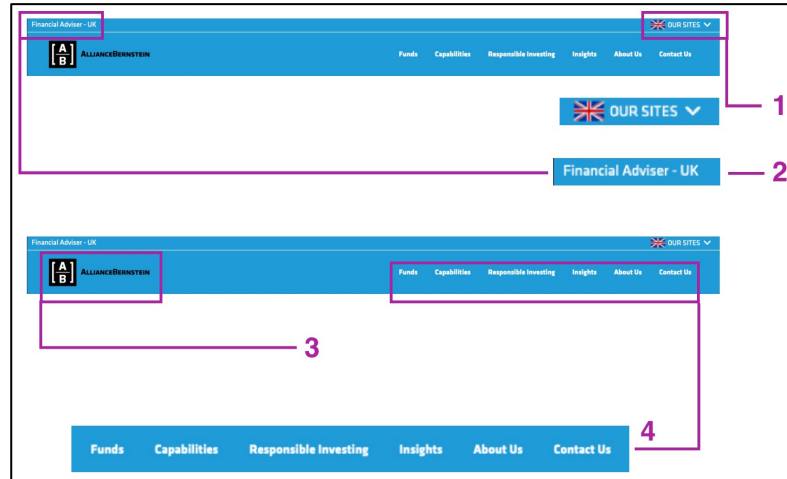 Financial Adviser - UK
OUR SITES
[A/B] ALLIANCEBERNSTEIN
Funds Capabilities Responsible Investing Insights About Us Contact Us
OUR SITES
1
Financial Adviser - UK
2
Financial Adviser - UK
OUR SITES
[A/B] ALLIANCEBERNSTEIN
Funds Capabilities Responsible Investing Insights About Us Contact Us
3
4
Funds Capabilities Responsible Investing Insights About Us Contact Us